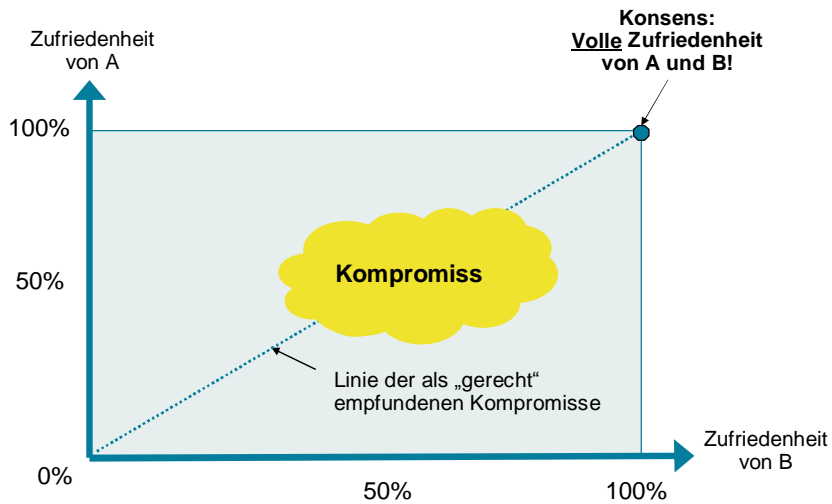 Konsens:
Volle Zufriedenheit
von A und B!
Zufriedenheit
von A
100%
50%
0%
Kompromiss
Linie der als „gerecht“
empfundenen Kompromisse
Zufriedenheit
von B
50%
100%